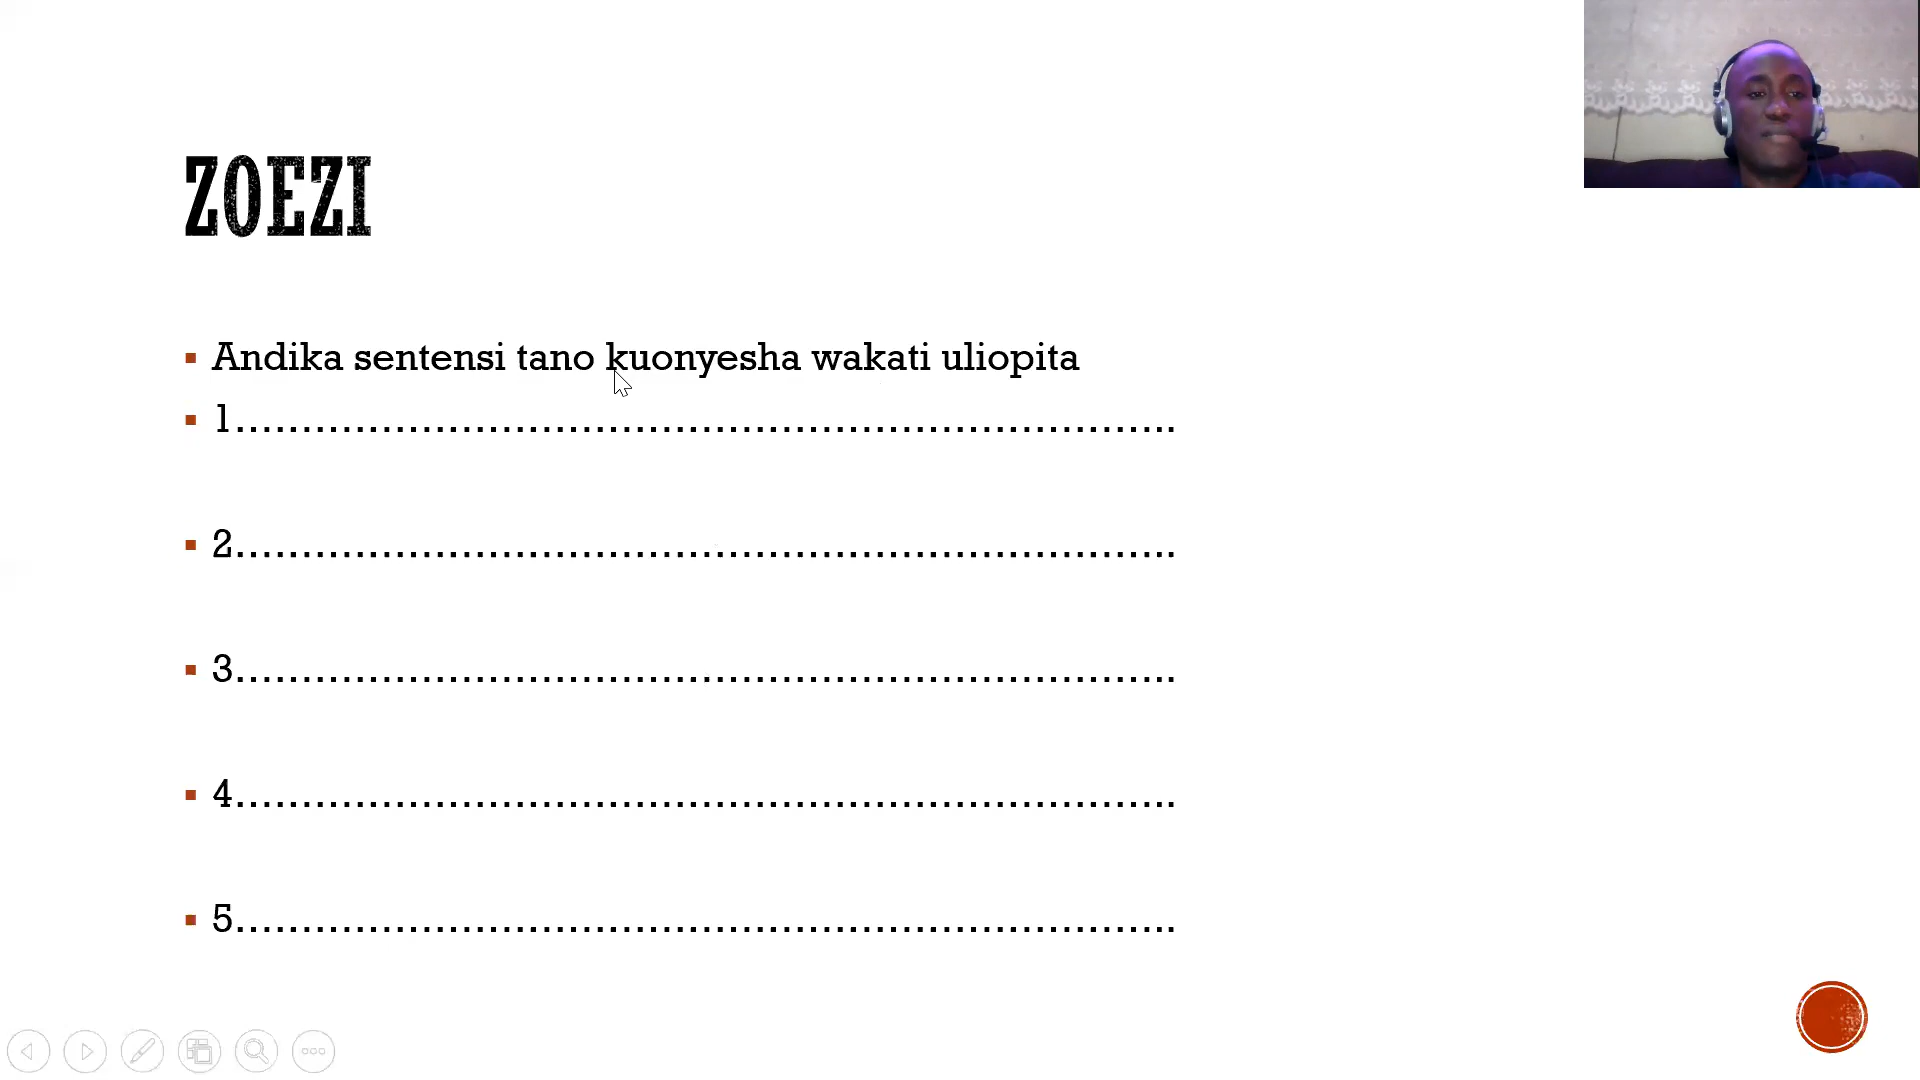 ZOEZI
Andika sentensi tano kuonyesha wakati uliopita
1…………………………………………………………….
2…………………………………………………………….
3…………………………………………………………….
4…………………………………………………………….
5…………………………………………………………….